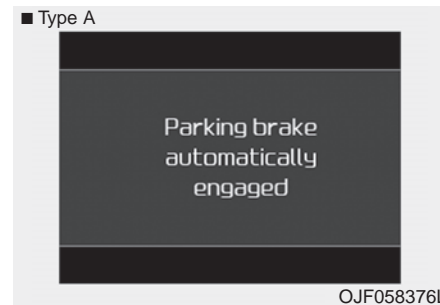 ■ Type A
Parking brake
automatically
engaged
OJF058376L